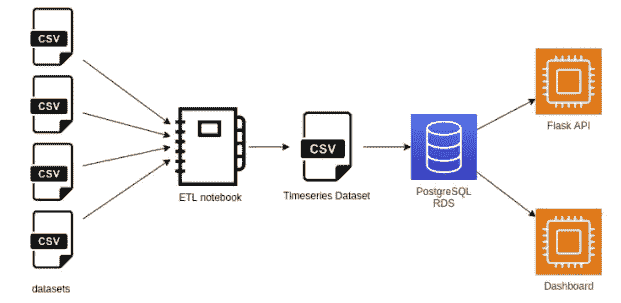 CSV
CSV
CSV
CSV
datasets
ETL notebook
CSV
Timeseries Dataset
PostgreSQL
RDS
Flask API
Dashboard